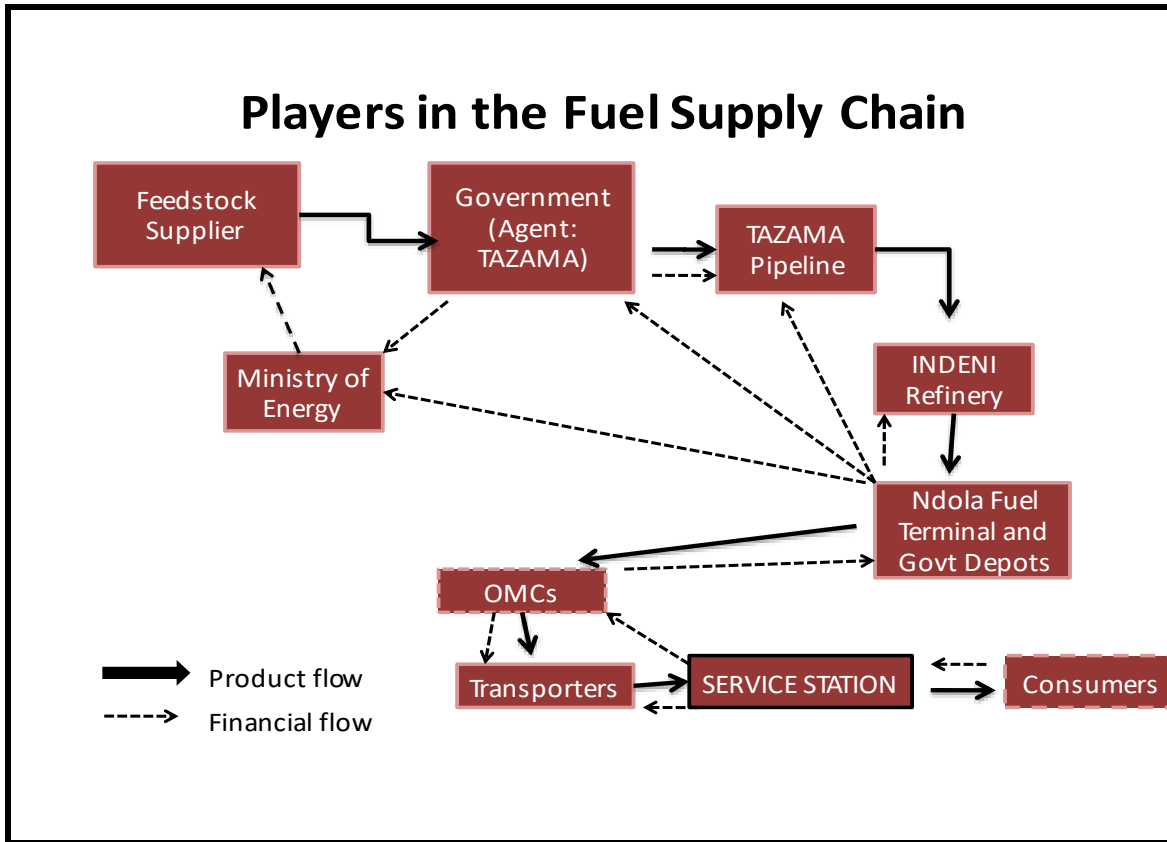 Players in the Fuel Supply Chain
Feedstock
Supplier
Government
(Agent:
TAZAMA)
TAZAMA
Pipeline
Ministry of
Energy
INDENI
Refinery
Ndola Fuel
Terminal and
Govt Depots
OMCs
Transporters
SERVICE STATION
Consumers
Product flow
Financial flow